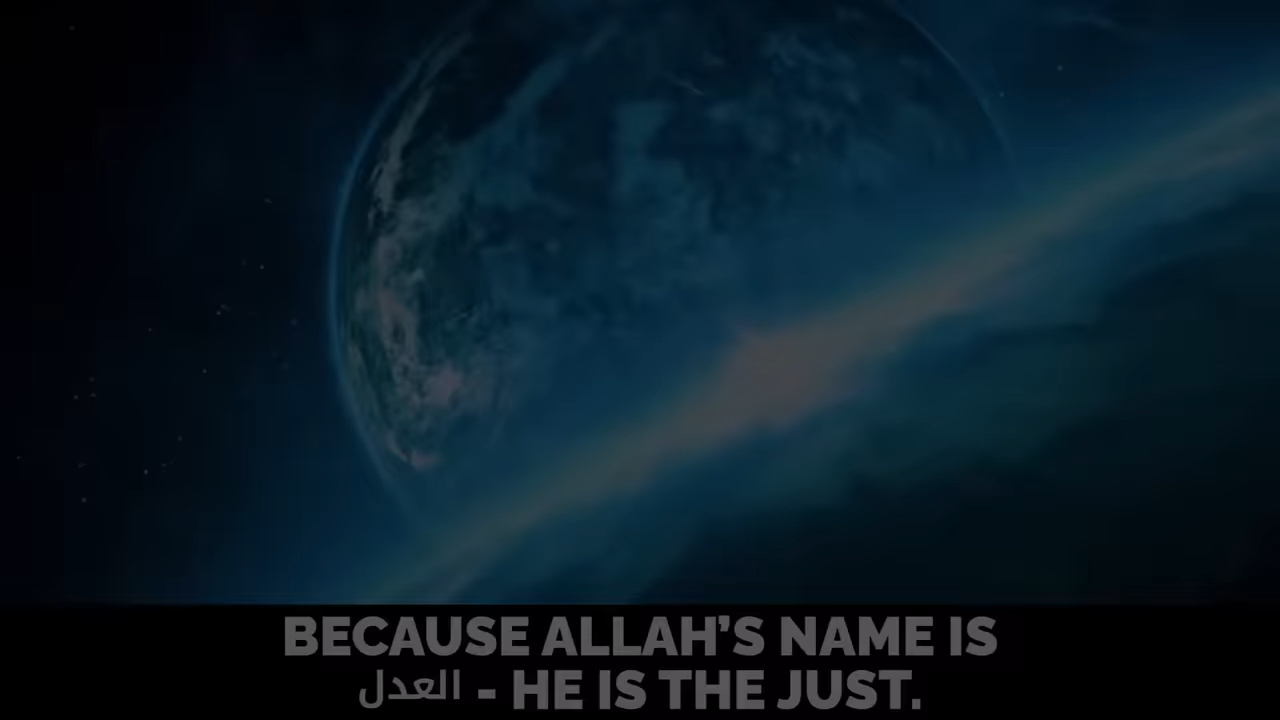 BECAUSE ALLAH’S NAME IS
العدل - HE IS THE JUST.